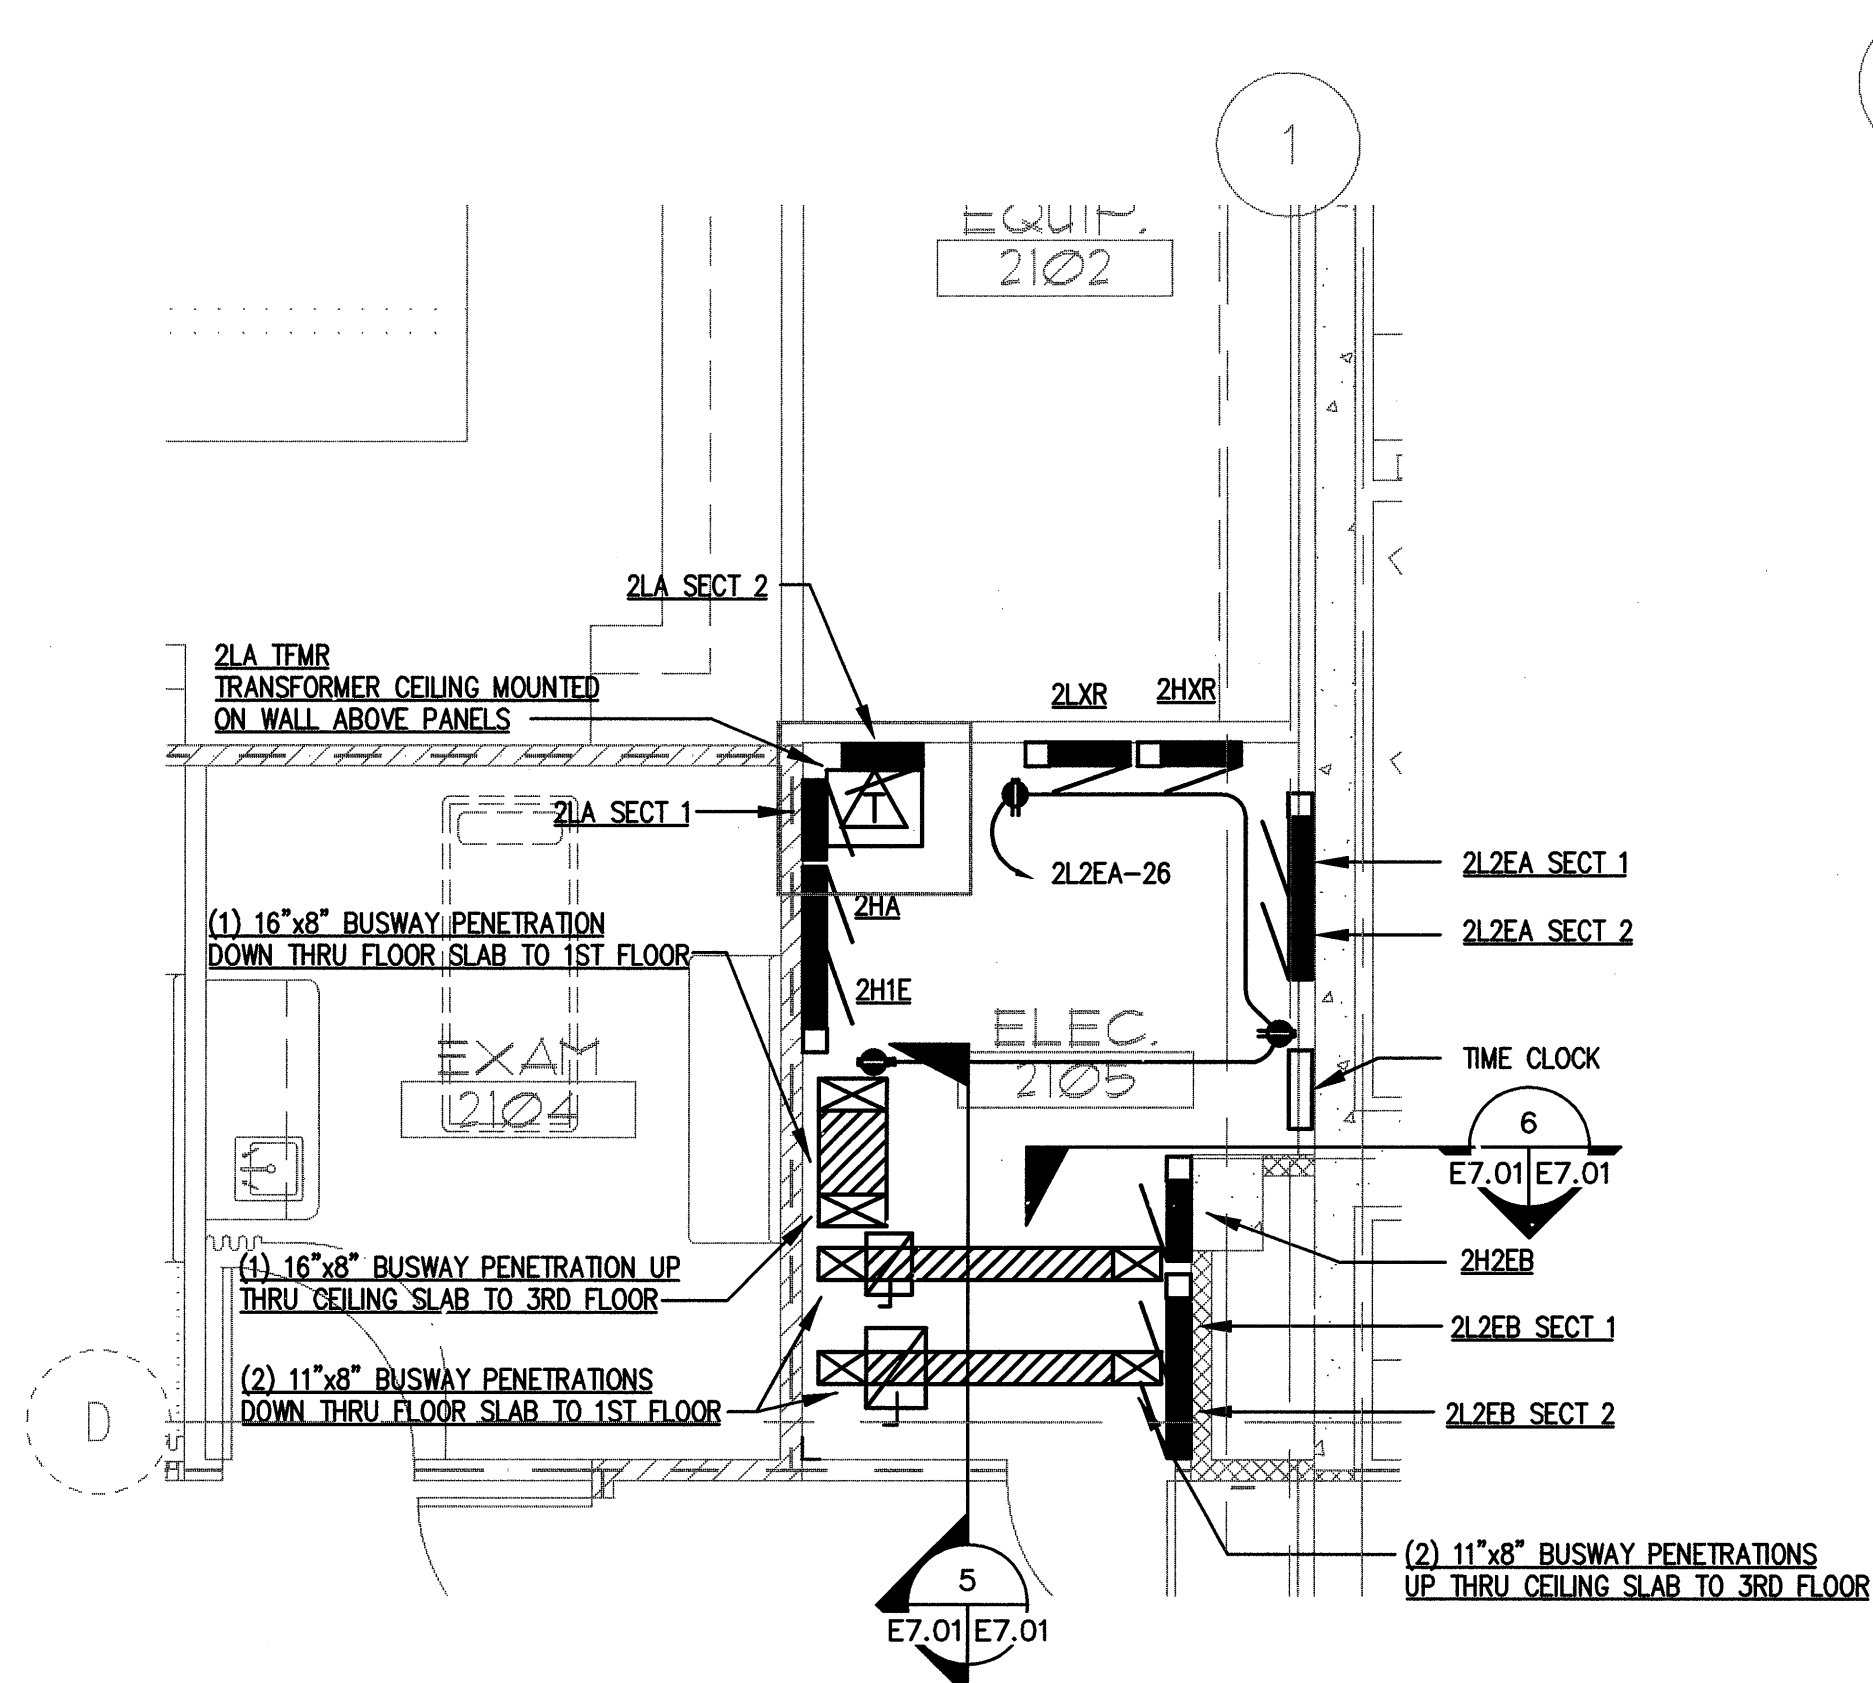 1
EQUIP.
2102
2LA SECT 2
2LA TFMR
TRANSFORMER CEILING MOUNTED
ON WALL ABOVE PANELS
2LXR
2HXR
T
2LA SECT 1
2L2EA-26
2L2EA SECT 1
2L2EA SECT 2
2HA
(1) 16"x8" BUSWAY PENETRATION
DOWN THRU FLOOR SLAB TO 1ST FLOOR
2H1E
ELEC.
2105
EXAM
2104
TIME CLOCK
6
E7.01 E7.01
(1) 16"x8" BUSWAY PENETRATION UP
THRU CEILING SLAB TO 3RD FLOOR
2H2EB
2L2EB SECT 1
(2) 11"x8" BUSWAY PENETRATIONS
DOWN THRU FLOOR SLAB TO 1ST FLOOR
2L2EB SECT 2
D
(2) 11"x8" BUSWAY PENETRATIONS
UP THRU CEILING SLAB TO 3RD FLOOR
5
E7.01 E7.01